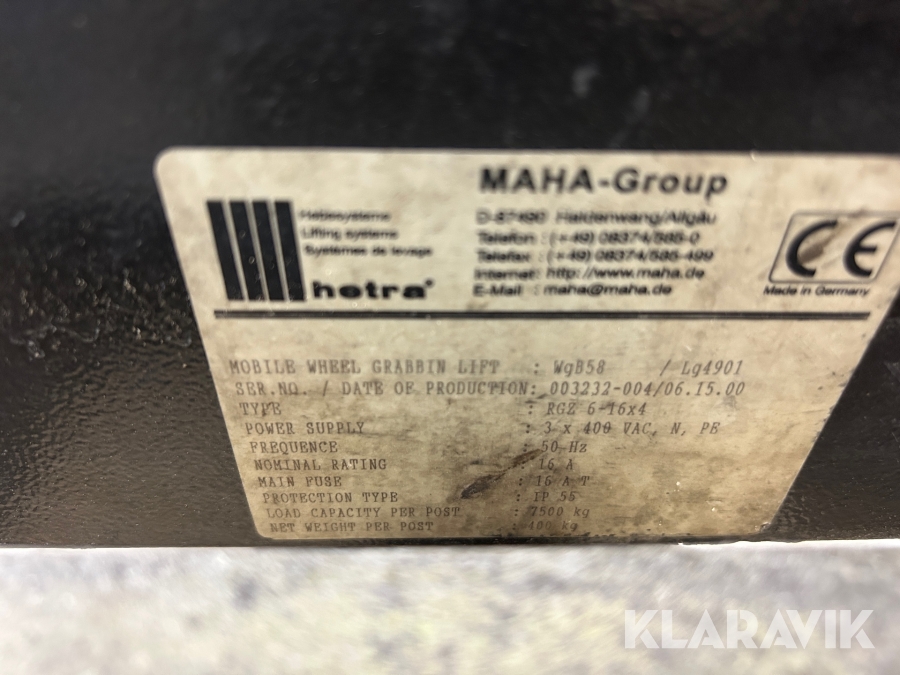 MAHA-Group
D-87490 Haldenwang/Allgäu
Telefon : (+49) 08374/585-0
Telefax : (+49) 08374/585-499
Internet: http://www.maha.de
E-Mail : maha@maha.de
Hebesysteme
Lifting systems
Systèmes de levage
hetra®
CE
Made in Germany
MOBILE WHEEL GRABBIN LIFT : WgB58 / Lg4901
SER.NO. / DATE OF PRODUCTION: 003232-004/06.15.00
TYPE : RGZ 6-16x4
POWER SUPPLY : 3 x 400 VAC, N, PE
FREQUENCE : 50 Hz
NOMINAL RATING : 16 A
MAIN FUSE : 16 A T
PROTECTION TYPE : IP
LOAD CAPACITY PER POST : 7500 kg
NET WEIGHT PER POST : 400 kg
KLARAVIK